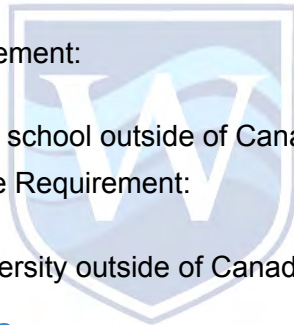 ement:
school outside of Cana
e Requirement:
ersity outside of Canad
W